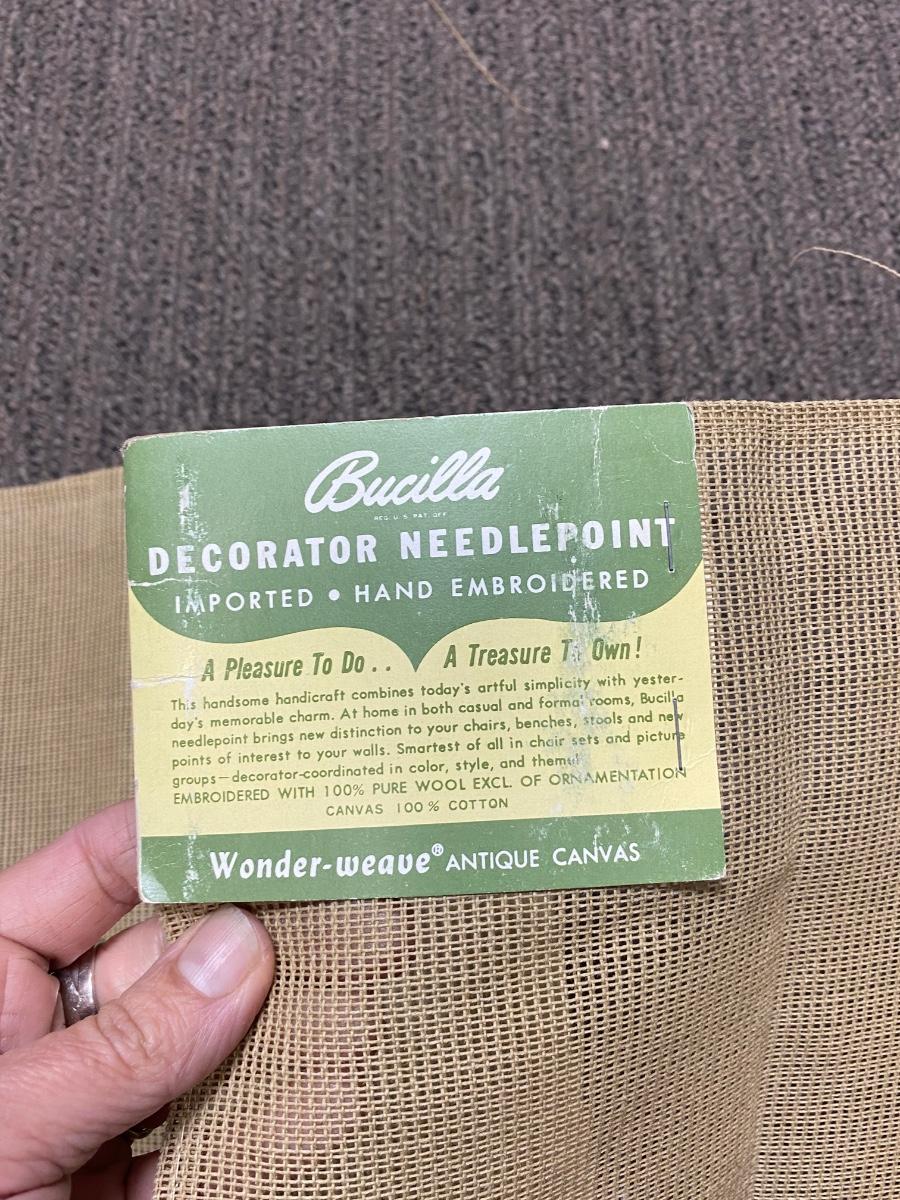 Bucilla
REG. U. S. PAT. OFF.
DECORATOR NEEDLEPOINT
IMPORTED • HAND EMBROIDERED
A Pleasure To Do . . A Treasure To Own!
This handsome handicraft combines today's artful simplicity with yester-
day's memorable charm. At home in both casual and formal rooms, Bucilla
needlepoint brings new distinction to your chairs, benches, stools and new
points of interest to your walls. Smartest of all in chair sets and picture
groups—decorator-coordinated in color, style, and theme.
EMBROIDERED WITH 100% PURE WOOL EXCL. OF ORNAMENTATION
CANVAS 100% COTTON
Wonder-weave® ANTIQUE CANVAS